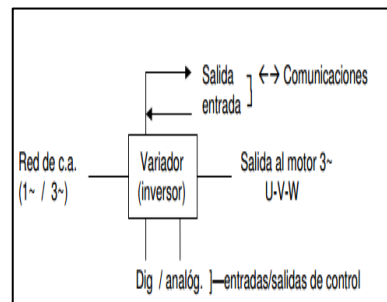 Salida ←→ Comunicaciones
entrada
Red de c.a. Variador Salida al motor 3~
(1~ / 3~) (inversor) U-V-W
Dig / analóg. ]—entradas/salidas de control